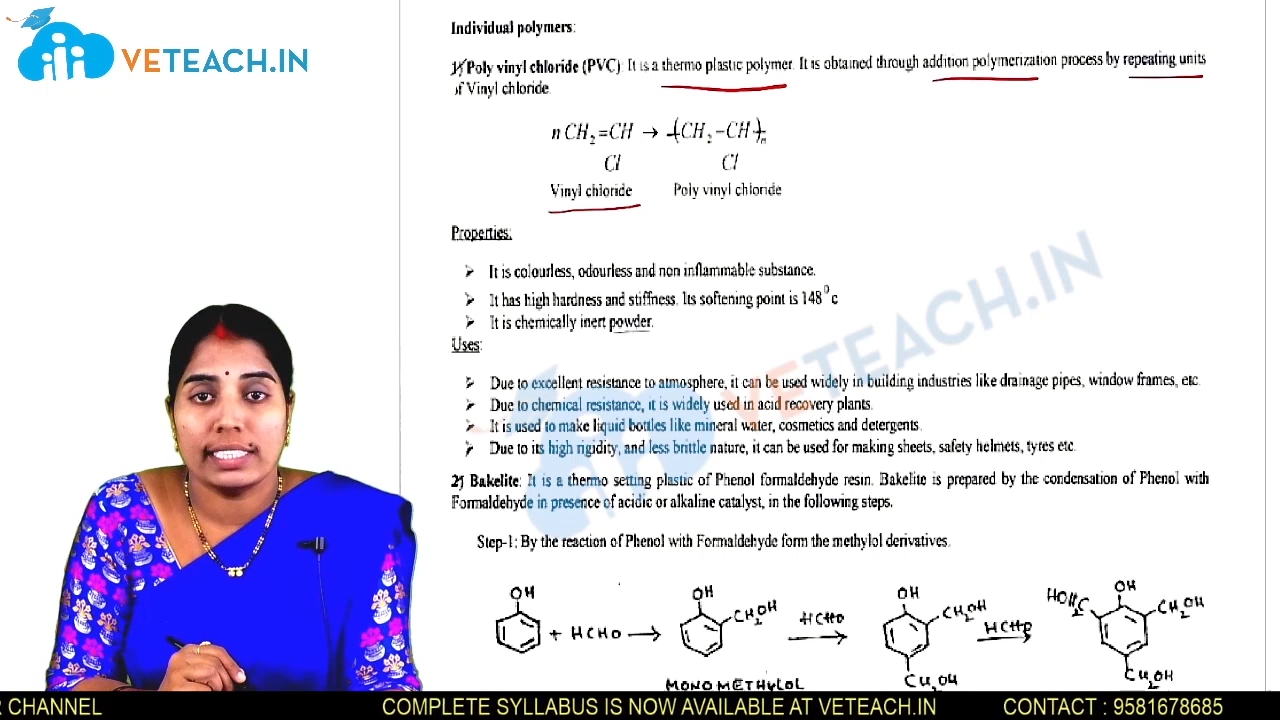 VETEACH.IN
Individual polymers:
1) Poly vinyl chloride (PVC): It is a thermo plastic polymer. It is obtained through addition polymerization process by repeating units
of Vinyl chloride.
n CH2 =CH → -(CH2 -CH-)n
Cl Cl
Vinyl chloride Poly vinyl chloride
Properties:
➢ It is colourless, odourless and non inflammable substance.
➢ It has high hardness and stiffness. Its softening point is 148⁰ c
➢ It is chemically inert powder.
Uses:
➢ Due to excellent resistance to atmosphere, it can be used widely in building industries like drainage pipes, window frames, etc.
➢ Due to chemical resistance, it is widely used in acid recovery plants.
➢ It is used to make liquid bottles like mineral water, cosmetics and detergents.
➢ Due to its high rigidity, and less brittle nature, it can be used for making sheets, safety helmets, tyres etc.
VETEACH.IN
2) Bakelite: It is a thermo setting plastic of Phenol formaldehyde resin. Bakelite is prepared by the condensation of Phenol with
Formaldehyde in presence of acidic or alkaline catalyst, in the following steps.
Step-1: By the reaction of Phenol with Formaldehyde form the methylol derivatives.
OH OH OH OH
HOH2C CH2OH CH2OH CH2OH
+ HCHO → HCHO HCHO
CH2OH CH2OH
MONOMETHYLOL
R CHANNEL COMPLETE SYLLABUS IS NOW AVAILABLE AT VETEACH.IN CONTACT : 9581678685